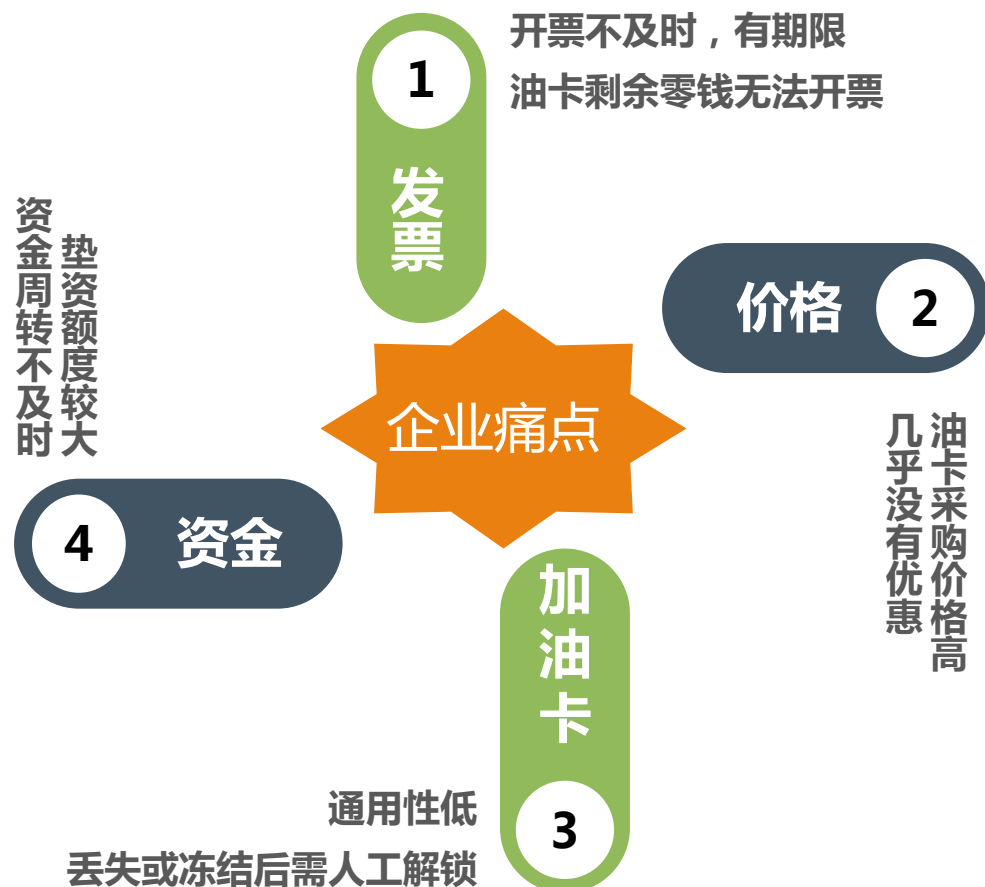 1
发票
开票不及时，有期限
油卡剩余零钱无法开票
价格
2
油卡采购价格高
几乎没有优惠
企业痛点
加油卡
3
通用性低
丢失或冻结后需人工解锁
4
资金
垫资额度较大
资金周转不及时